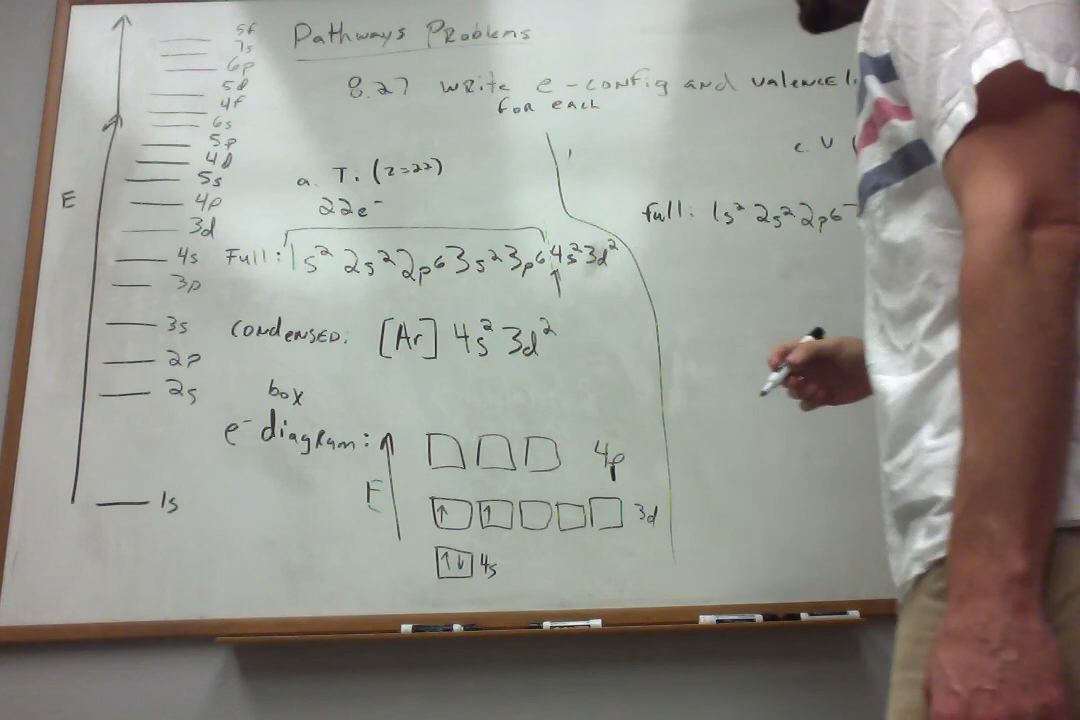 Pathways Problems
8.27 write e-config and valence l.
for each
5f
7s
6p
5d
4f
6s
5p
4d
5s
4p
3d
4s
3p
3s
2p
2s
1s
E
a. Ti (z=22)
22e⁻
Full: 1s² 2s² 2p⁶ 3s² 3p⁶ 4s² 3d²
Condensed: [Ar] 4s² 3d²
box
e⁻ diagram:
E
4p
↑ ↑ 3d
↑↓ 4s
c. V (
full: 1s² 2s² 2p6